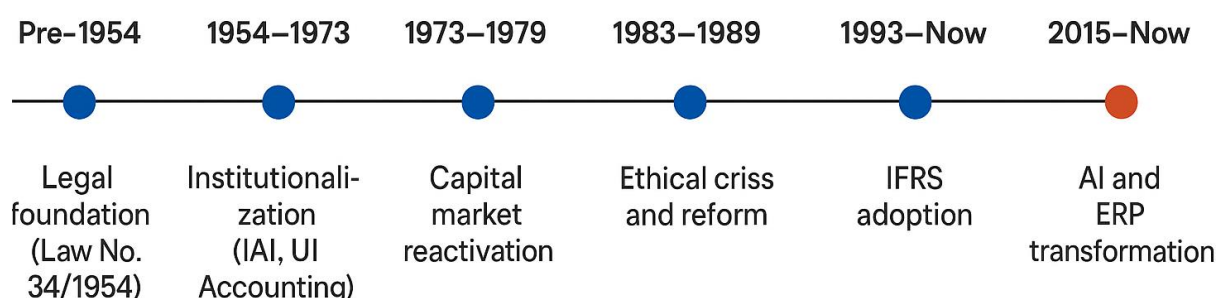 Pre-1954
Legal
foundation
(Law No.
34/1954)
1954–1973
Institutionali-
zation
(IAI, UI
Accounting)
1973–1979
Capital
market
reactivation
1983–1989
Ethical criss
and reform
1993–Now
IFRS
adoption
2015–Now
AI and
ERP
transformation